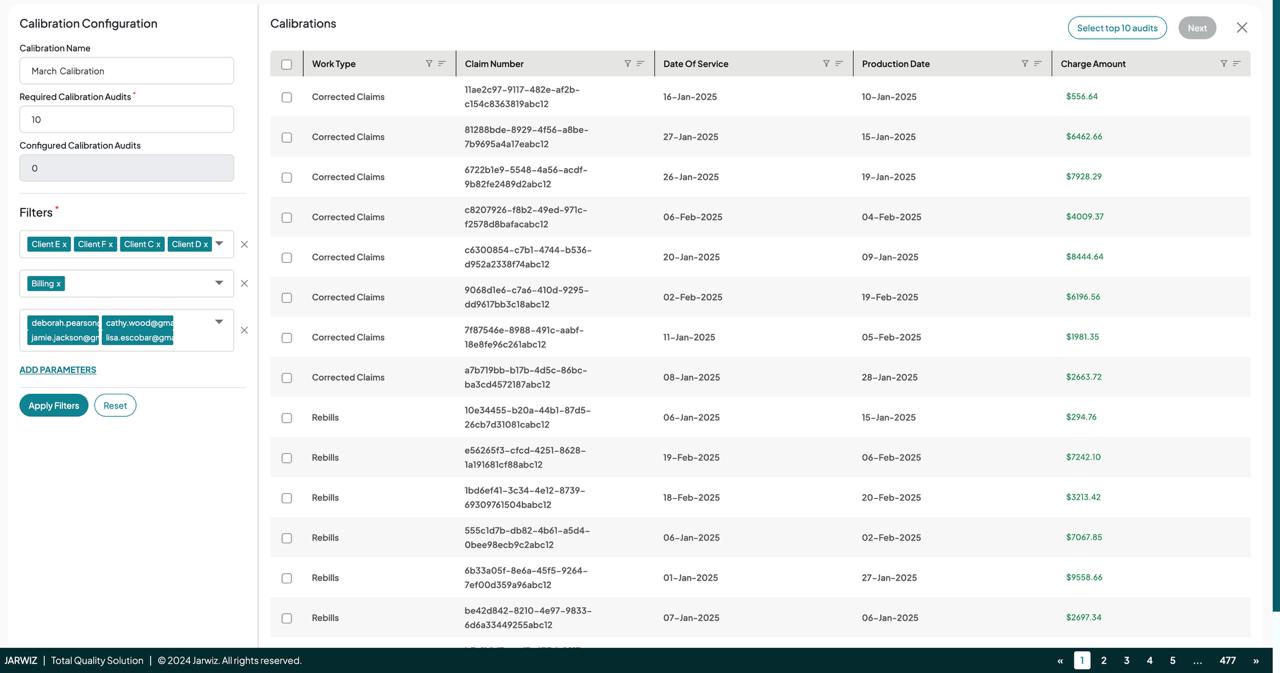 Calibration Configuration
Calibration Name
March Calibration
Required Calibration Audits *
10
Configured Calibration Audits
0
Filters *
Client E x Client F x Client C x Client D x
Billing x
deborah.pearson cathy.wood@gma
jamie.jackson@gr lisa.escobar@gma
ADD PARAMETERS
Apply Filters Reset
Calibrations
Select top 10 audits Next
Work Type Claim Number Date Of Service Production Date Charge Amount
Corrected Claims 11ae2c97-9117-482e-af2b- 16-Jan-2025 10-Jan-2025 $556.64
c154c8363819abc12
Corrected Claims 81288bde-8929-4f56-a8be- 27-Jan-2025 15-Jan-2025 $6462.66
7b9695a4a17eabc12
Corrected Claims 6722b1e9-5548-4a56-acdf- 26-Jan-2025 19-Jan-2025 $7928.29
9b82fe2489d2abc12
Corrected Claims c8207926-f8b2-49ed-971c- 06-Feb-2025 04-Feb-2025 $4009.37
f2578d8bafacabc12
Corrected Claims c6300854-c7b1-4744-b536- 20-Jan-2025 09-Jan-2025 $8444.64
d952a2338f74abc12
Corrected Claims 9068d1e6-c7a6-410d-9295- 02-Feb-2025 19-Feb-2025 $6196.56
dd9617bb3c18abc12
Corrected Claims 7f87546e-8988-491c-aabf- 11-Jan-2025 05-Feb-2025 $1981.35
18e8fe96c261abc12
Corrected Claims a7b719bb-b17b-4d5c-86bc- 08-Jan-2025 28-Jan-2025 $2663.72
ba3cd4572187abc12
Rebills 10e34455-b20a-44b1-87d5- 06-Jan-2025 15-Jan-2025 $294.76
26cb7d31081cabc12
Rebills e56265f3-cfcd-4251-8628- 19-Feb-2025 06-Feb-2025 $7242.10
1a191681cf88abc12
Rebills 1bd6ef41-3c34-4e12-8739- 18-Feb-2025 20-Feb-2025 $3213.42
69309761504babc12
Rebills 555c1d7b-db82-4b61-a5d4- 06-Jan-2025 02-Feb-2025 $7067.85
0bee98ecb9c2abc12
Rebills 6b33a05f-8e6a-45f5-9264- 01-Jan-2025 27-Jan-2025 $9558.66
7ef00d359a96abc12
Rebills be42d842-8210-4e97-9833- 07-Jan-2025 06-Jan-2025 $2697.34
6d6a33449255abc12
JARWIZ | Total Quality Solution | © 2024 Jarwiz. All rights reserved. « 1 2 3 4 5 ... 477 »